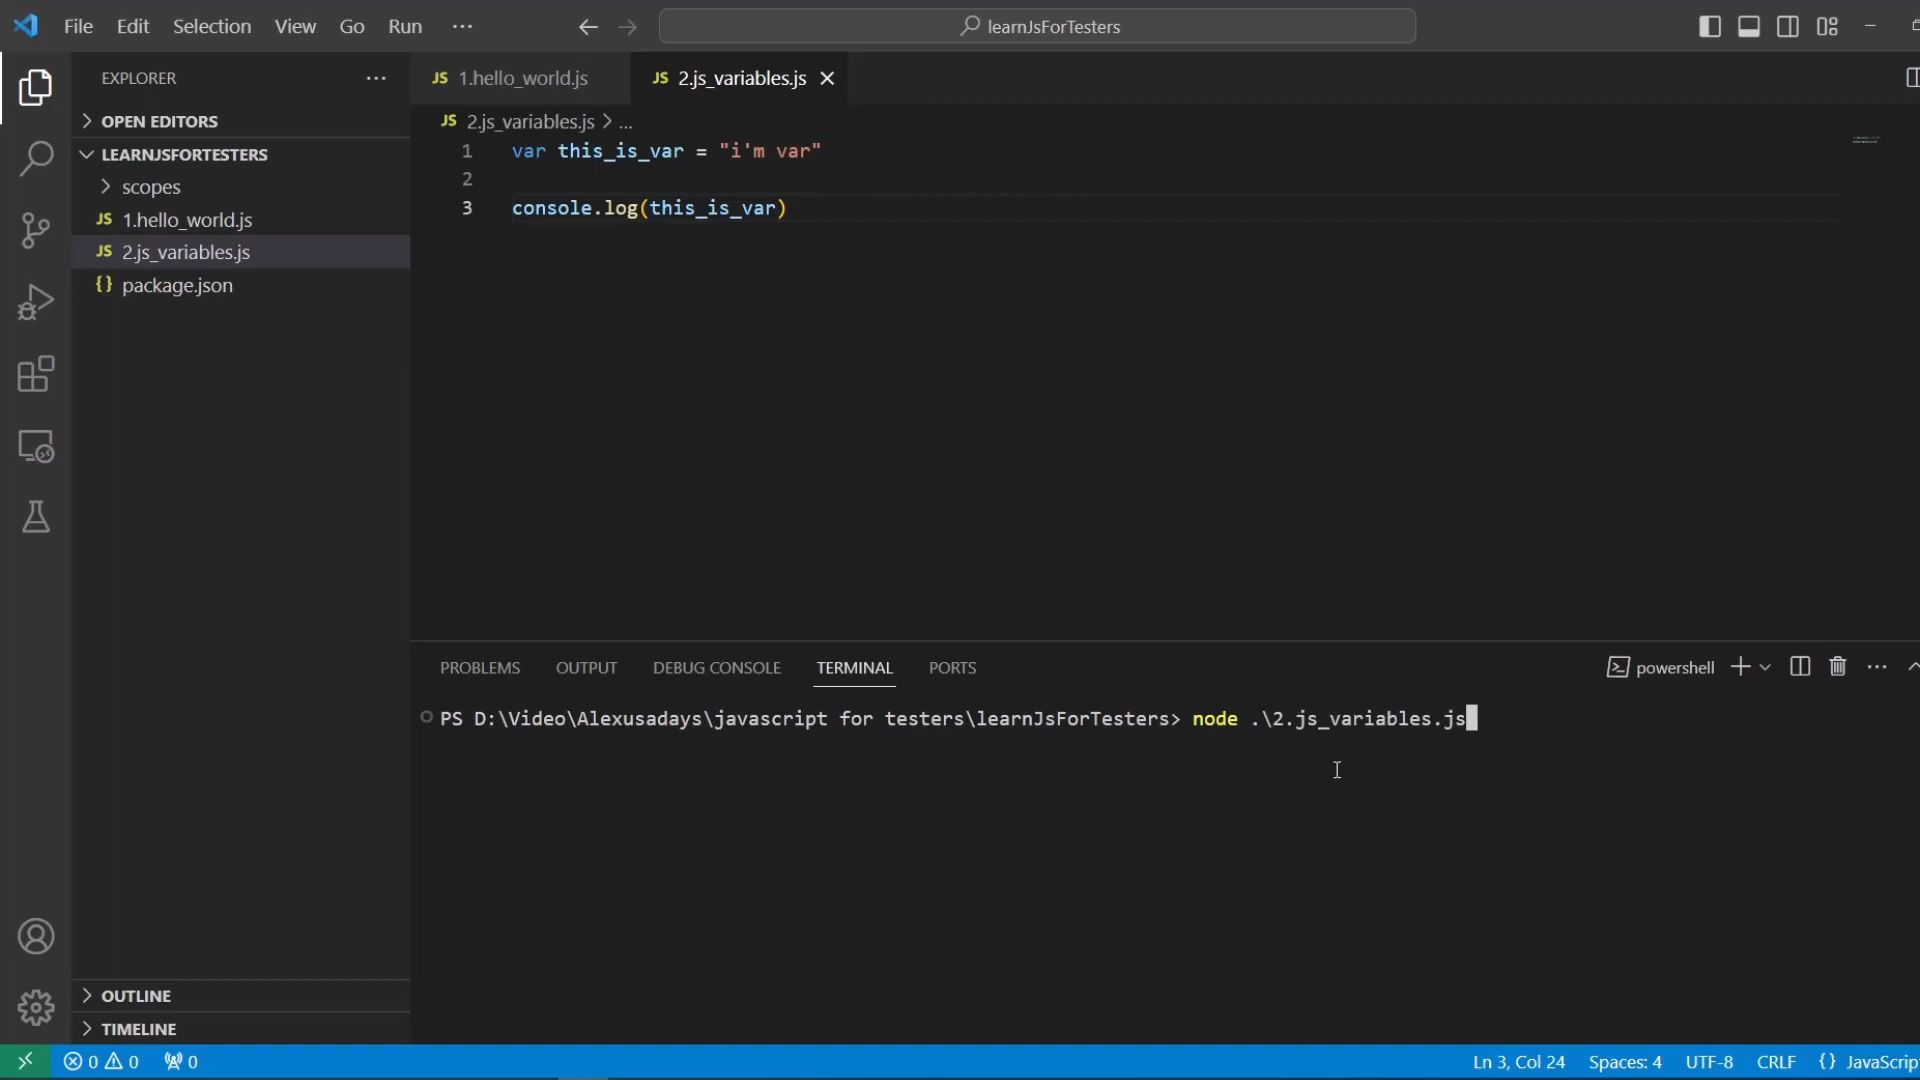 File Edit Selection View Go Run ··· learnJsForTesters
EXPLORER ···
OPEN EDITORS
LEARNJSFORTESTERS
scopes
JS 1.hello_world.js
JS 2.js_variables.js
{} package.json
OUTLINE
TIMELINE
JS 1.hello_world.js JS 2.js_variables.js
JS 2.js_variables.js > ...
1 var this_is_var = "i'm var"
2
3 console.log(this_is_var)
PROBLEMS OUTPUT DEBUG CONSOLE TERMINAL PORTS powershell
PS D:\Video\Alexusadays\javascript for testers\learnJsForTesters> node .\2.js_variables.js
0 0 0 Ln 3, Col 24 Spaces: 4 UTF-8 CRLF {} JavaScrip